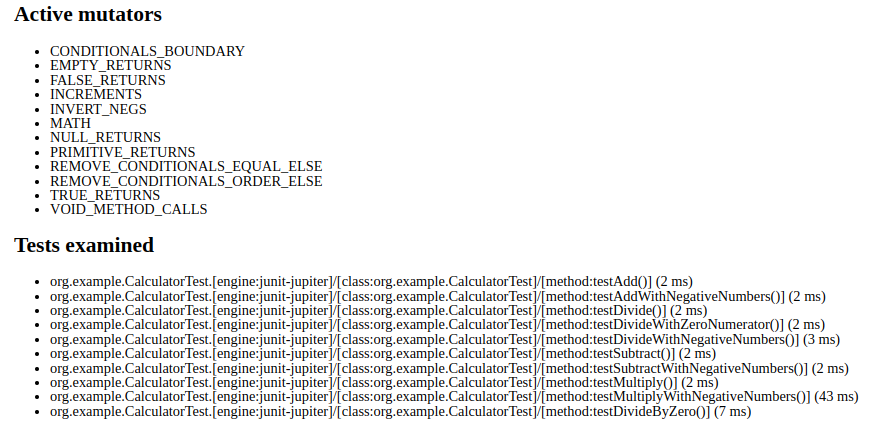 Active mutators
• CONDITIONALS_BOUNDARY
• EMPTY_RETURNS
• FALSE_RETURNS
• INCREMENTS
• INVERT_NEGS
• MATH
• NULL_RETURNS
• PRIMITIVE_RETURNS
• REMOVE_CONDITIONALS_EQUAL_ELSE
• REMOVE_CONDITIONALS_ORDER_ELSE
• TRUE_RETURNS
• VOID_METHOD_CALLS
Tests examined
• org.example.CalculatorTest.[engine:junit-jupiter]/[class:org.example.CalculatorTest]/[method:testAdd()] (2 ms)
• org.example.CalculatorTest.[engine:junit-jupiter]/[class:org.example.CalculatorTest]/[method:testAddWithNegativeNumbers()] (2 ms)
• org.example.CalculatorTest.[engine:junit-jupiter]/[class:org.example.CalculatorTest]/[method:testDivide()] (2 ms)
• org.example.CalculatorTest.[engine:junit-jupiter]/[class:org.example.CalculatorTest]/[method:testDivideWithZeroNumerator()] (2 ms)
• org.example.CalculatorTest.[engine:junit-jupiter]/[class:org.example.CalculatorTest]/[method:testDivideWithNegativeNumbers()] (3 ms)
• org.example.CalculatorTest.[engine:junit-jupiter]/[class:org.example.CalculatorTest]/[method:testSubtract()] (2 ms)
• org.example.CalculatorTest.[engine:junit-jupiter]/[class:org.example.CalculatorTest]/[method:testSubtractWithNegativeNumbers()] (2 ms)
• org.example.CalculatorTest.[engine:junit-jupiter]/[class:org.example.CalculatorTest]/[method:testMultiply()] (2 ms)
• org.example.CalculatorTest.[engine:junit-jupiter]/[class:org.example.CalculatorTest]/[method:testMultiplyWithNegativeNumbers()] (43 ms)
• org.example.CalculatorTest.[engine:junit-jupiter]/[class:org.example.CalculatorTest]/[method:testDivideByZero()] (7 ms)